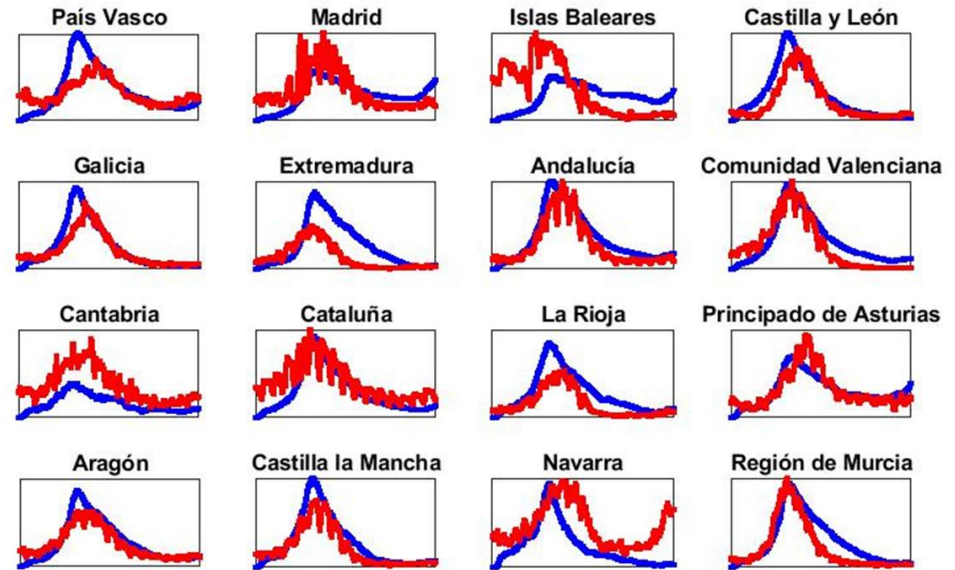 País Vasco
Madrid
Islas Baleares
Castilla y León
Galicia
Extremadura
Andalucía
Comunidad Valenciana
Cantabria
Cataluña
La Rioja
Principado de Asturias
Aragón
Castilla la Mancha
Navarra
Región de Murcia